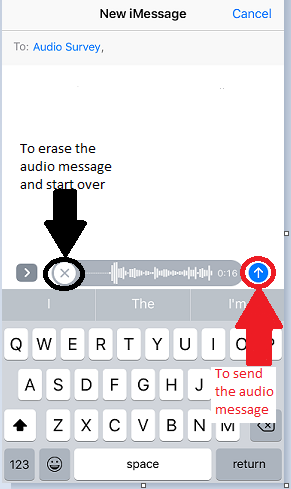 New iMessage
Cancel
To: Audio Survey,
To erase the
audio message
and start over
0:16
I
The
I'm
Q W E R T Y U I O P
A S D F G H J
To send
the audio
message
Z X C V B N M
123
space
return